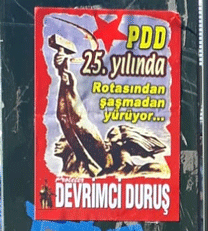 PDD
25. yılında
Rotasından
şaşmadan
yürüyor...
DEVRİMCİ DURUŞ